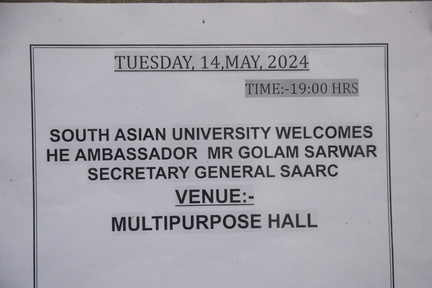 TUESDAY, 14,MAY, 2024
TIME:-19:00 HRS
SOUTH ASIAN UNIVERSITY WELCOMES
HE AMBASSADOR MR GOLAM SARWAR
SECRETARY GENERAL SAARC
VENUE:-
MULTIPURPOSE HALL